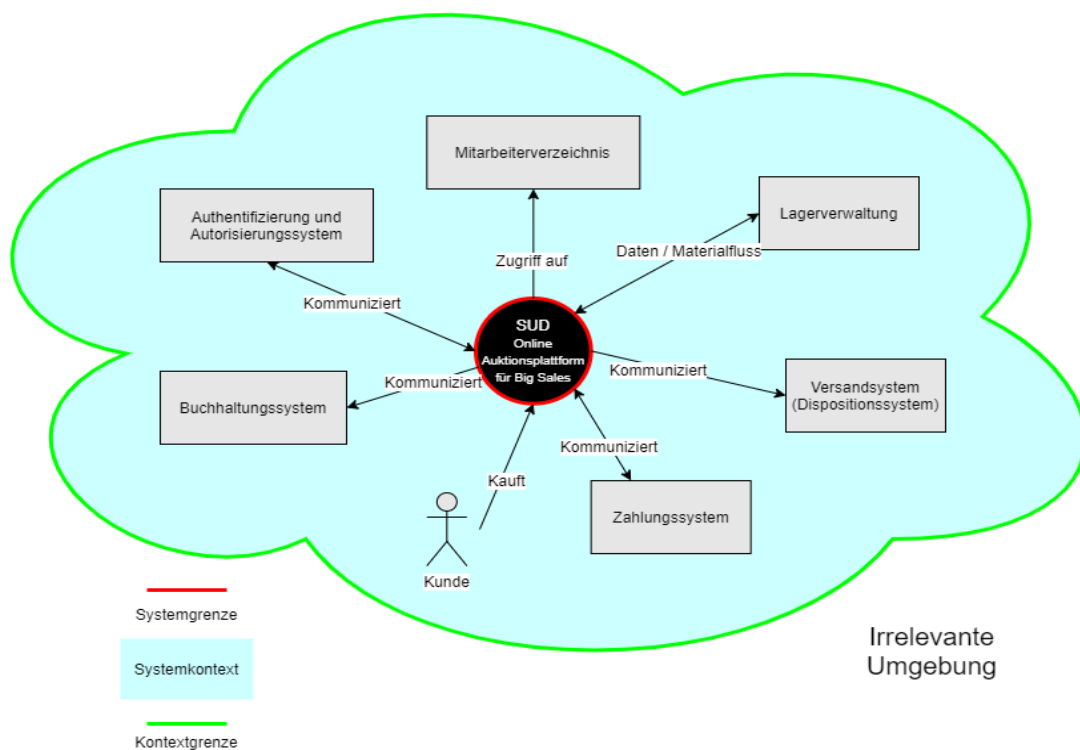 Mitarbeiterverzeichnis
Authentifizierung und
Autorisierungssystem
Lagerverwaltung
Daten / Materialfluss
Zugriff auf
Kommuniziert
SUD
Online
Auktionsplattform
für Big Sales
Kommuniziert
Kommuniziert
Versandsystem
(Dispositionssystem)
Buchhaltungssystem
Kommuniziert
Kauft
Zahlungssystem
Kunde
Systemgrenze
Irrelevante
Umgebung
Systemkontext
Kontextgrenze